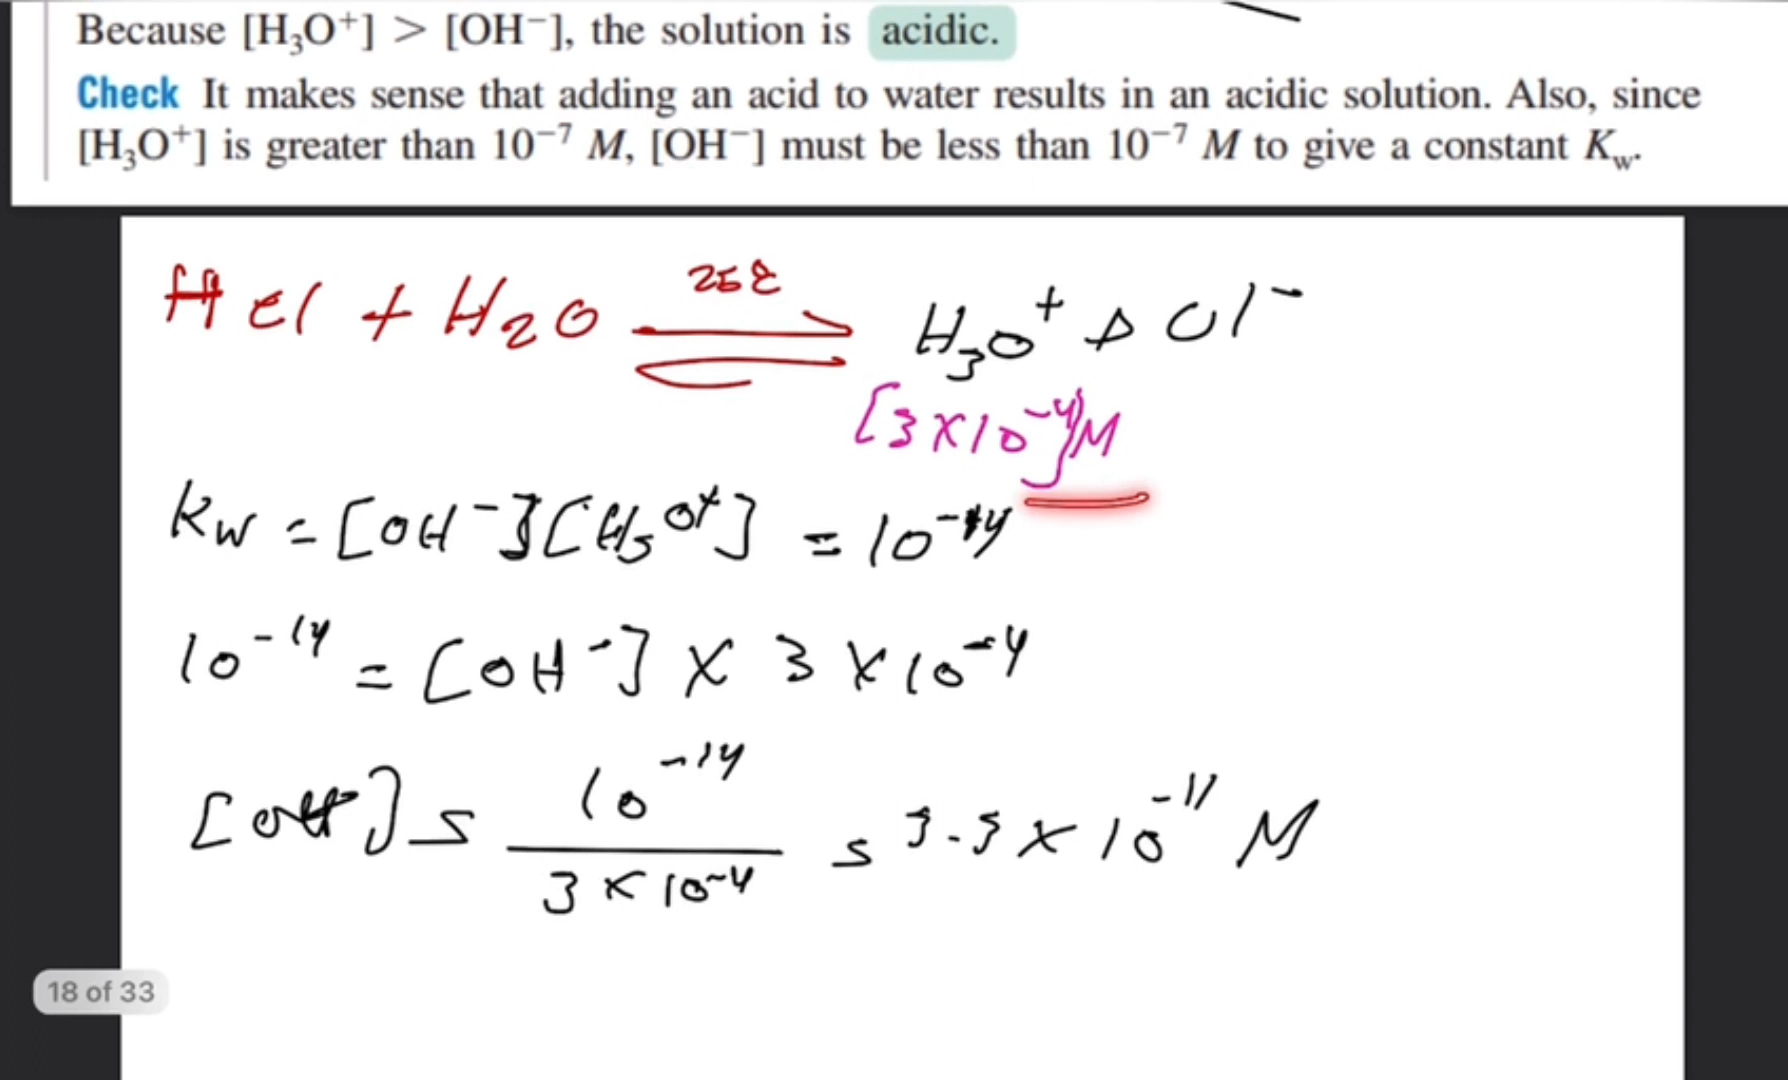 Because [H₃O⁺] > [OH⁻], the solution is acidic.
Check It makes sense that adding an acid to water results in an acidic solution. Also, since
[H₃O⁺] is greater than 10⁻⁷ M, [OH⁻] must be less than 10⁻⁷ M to give a constant Kw.
HCl + H2O ⇌ H3O⁺ + Cl⁻
[3×10⁻⁴]M
Kw = [OH⁻][H3O⁺] = 10⁻¹⁴
10⁻¹⁴ = [OH⁻] × 3 × 10⁻⁴
[OH⁻] = 10⁻¹⁴ / 3 × 10⁻⁴ = 3.3 × 10⁻¹¹ M
18 of 33